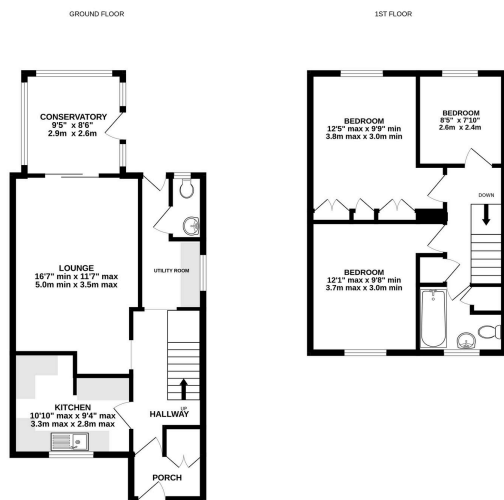 GROUND FLOOR
CONSERVATORY
9'5" x 8'6"
2.9m x 2.6m
LOUNGE
16'7" min x 11'7" max
5.0m min x 3.5m max
UTILITY ROOM
KITCHEN
10'10" max x 9'4" max
3.3m max x 2.8m max
UP
HALLWAY
PORCH
1ST FLOOR
BEDROOM
12'5" max x 9'9" min
3.8m max x 3.0m min
BEDROOM
8'5" x 7'10"
2.6m x 2.4m
DOWN
BEDROOM
12'1" max x 9'8" min
3.7m max x 3.0m min